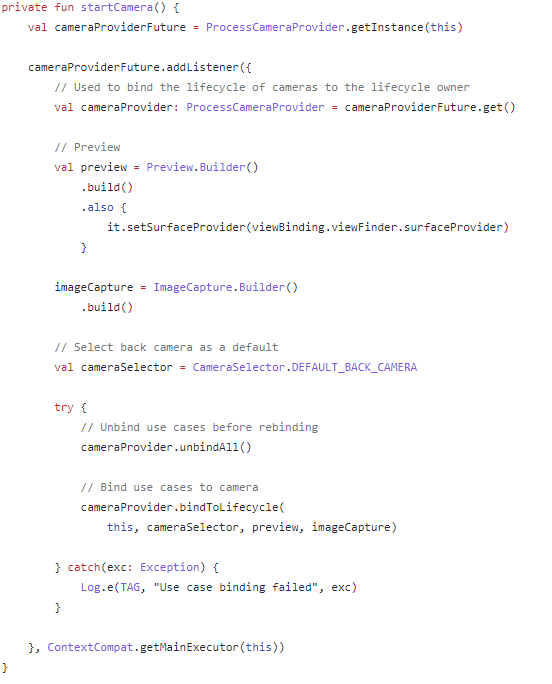 private fun startCamera() {
    val cameraProviderFuture = ProcessCameraProvider.getInstance(this)

    cameraProviderFuture.addListener({
        // Used to bind the lifecycle of cameras to the lifecycle owner
        val cameraProvider: ProcessCameraProvider = cameraProviderFuture.get()

        // Preview
        val preview = Preview.Builder()
            .build()
            .also {
                it.setSurfaceProvider(viewBinding.viewFinder.surfaceProvider)
            }

        imageCapture = ImageCapture.Builder()
            .build()

        // Select back camera as a default
        val cameraSelector = CameraSelector.DEFAULT_BACK_CAMERA

        try {
            // Unbind use cases before rebinding
            cameraProvider.unbindAll()

            // Bind use cases to camera
            cameraProvider.bindToLifecycle(
                this, cameraSelector, preview, imageCapture)

        } catch(exc: Exception) {
            Log.e(TAG, "Use case binding failed", exc)
        }

    }, ContextCompat.getMainExecutor(this))
}